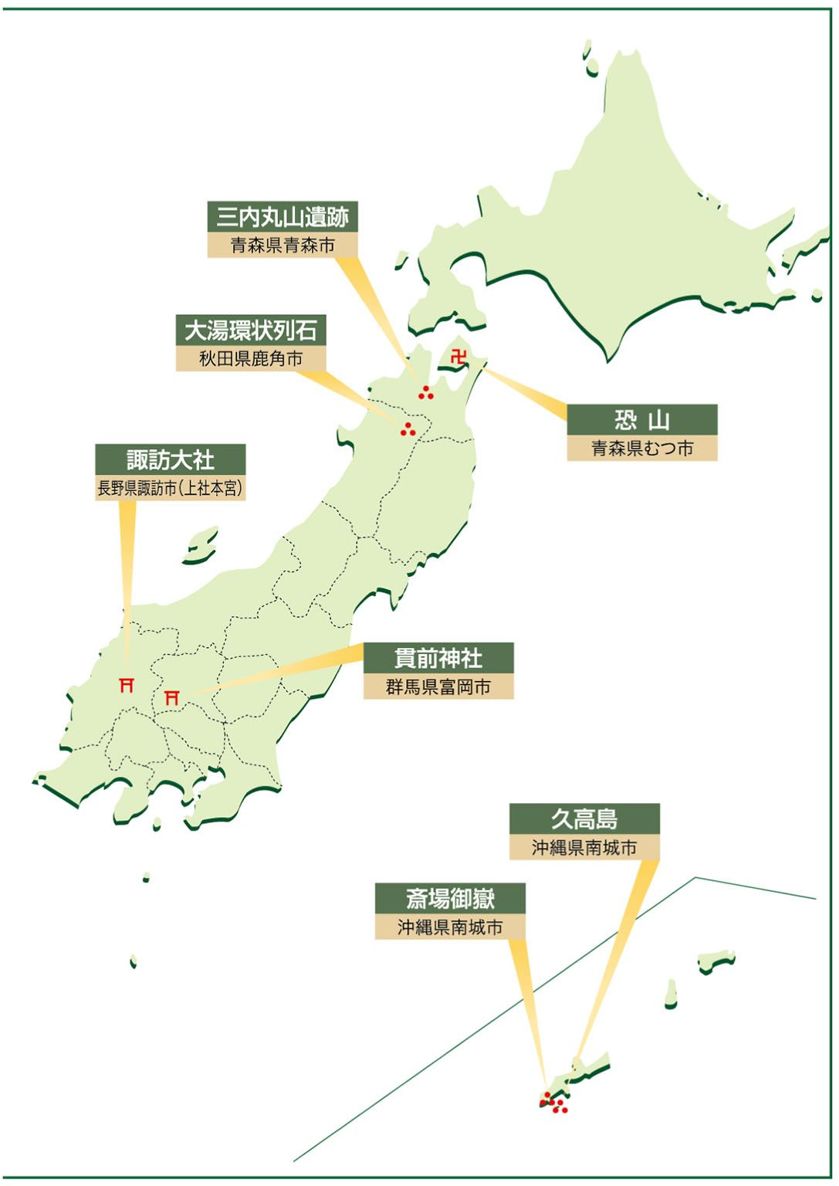 三内丸山遺跡
青森県青森市
大湯環状列石
秋田県鹿角市
恐山
青森県むつ市
諏訪大社
長野県諏訪市(上社本宮)
貫前神社
群馬県富岡市
久高島
沖縄県南城市
斎場御嶽
沖縄県南城市